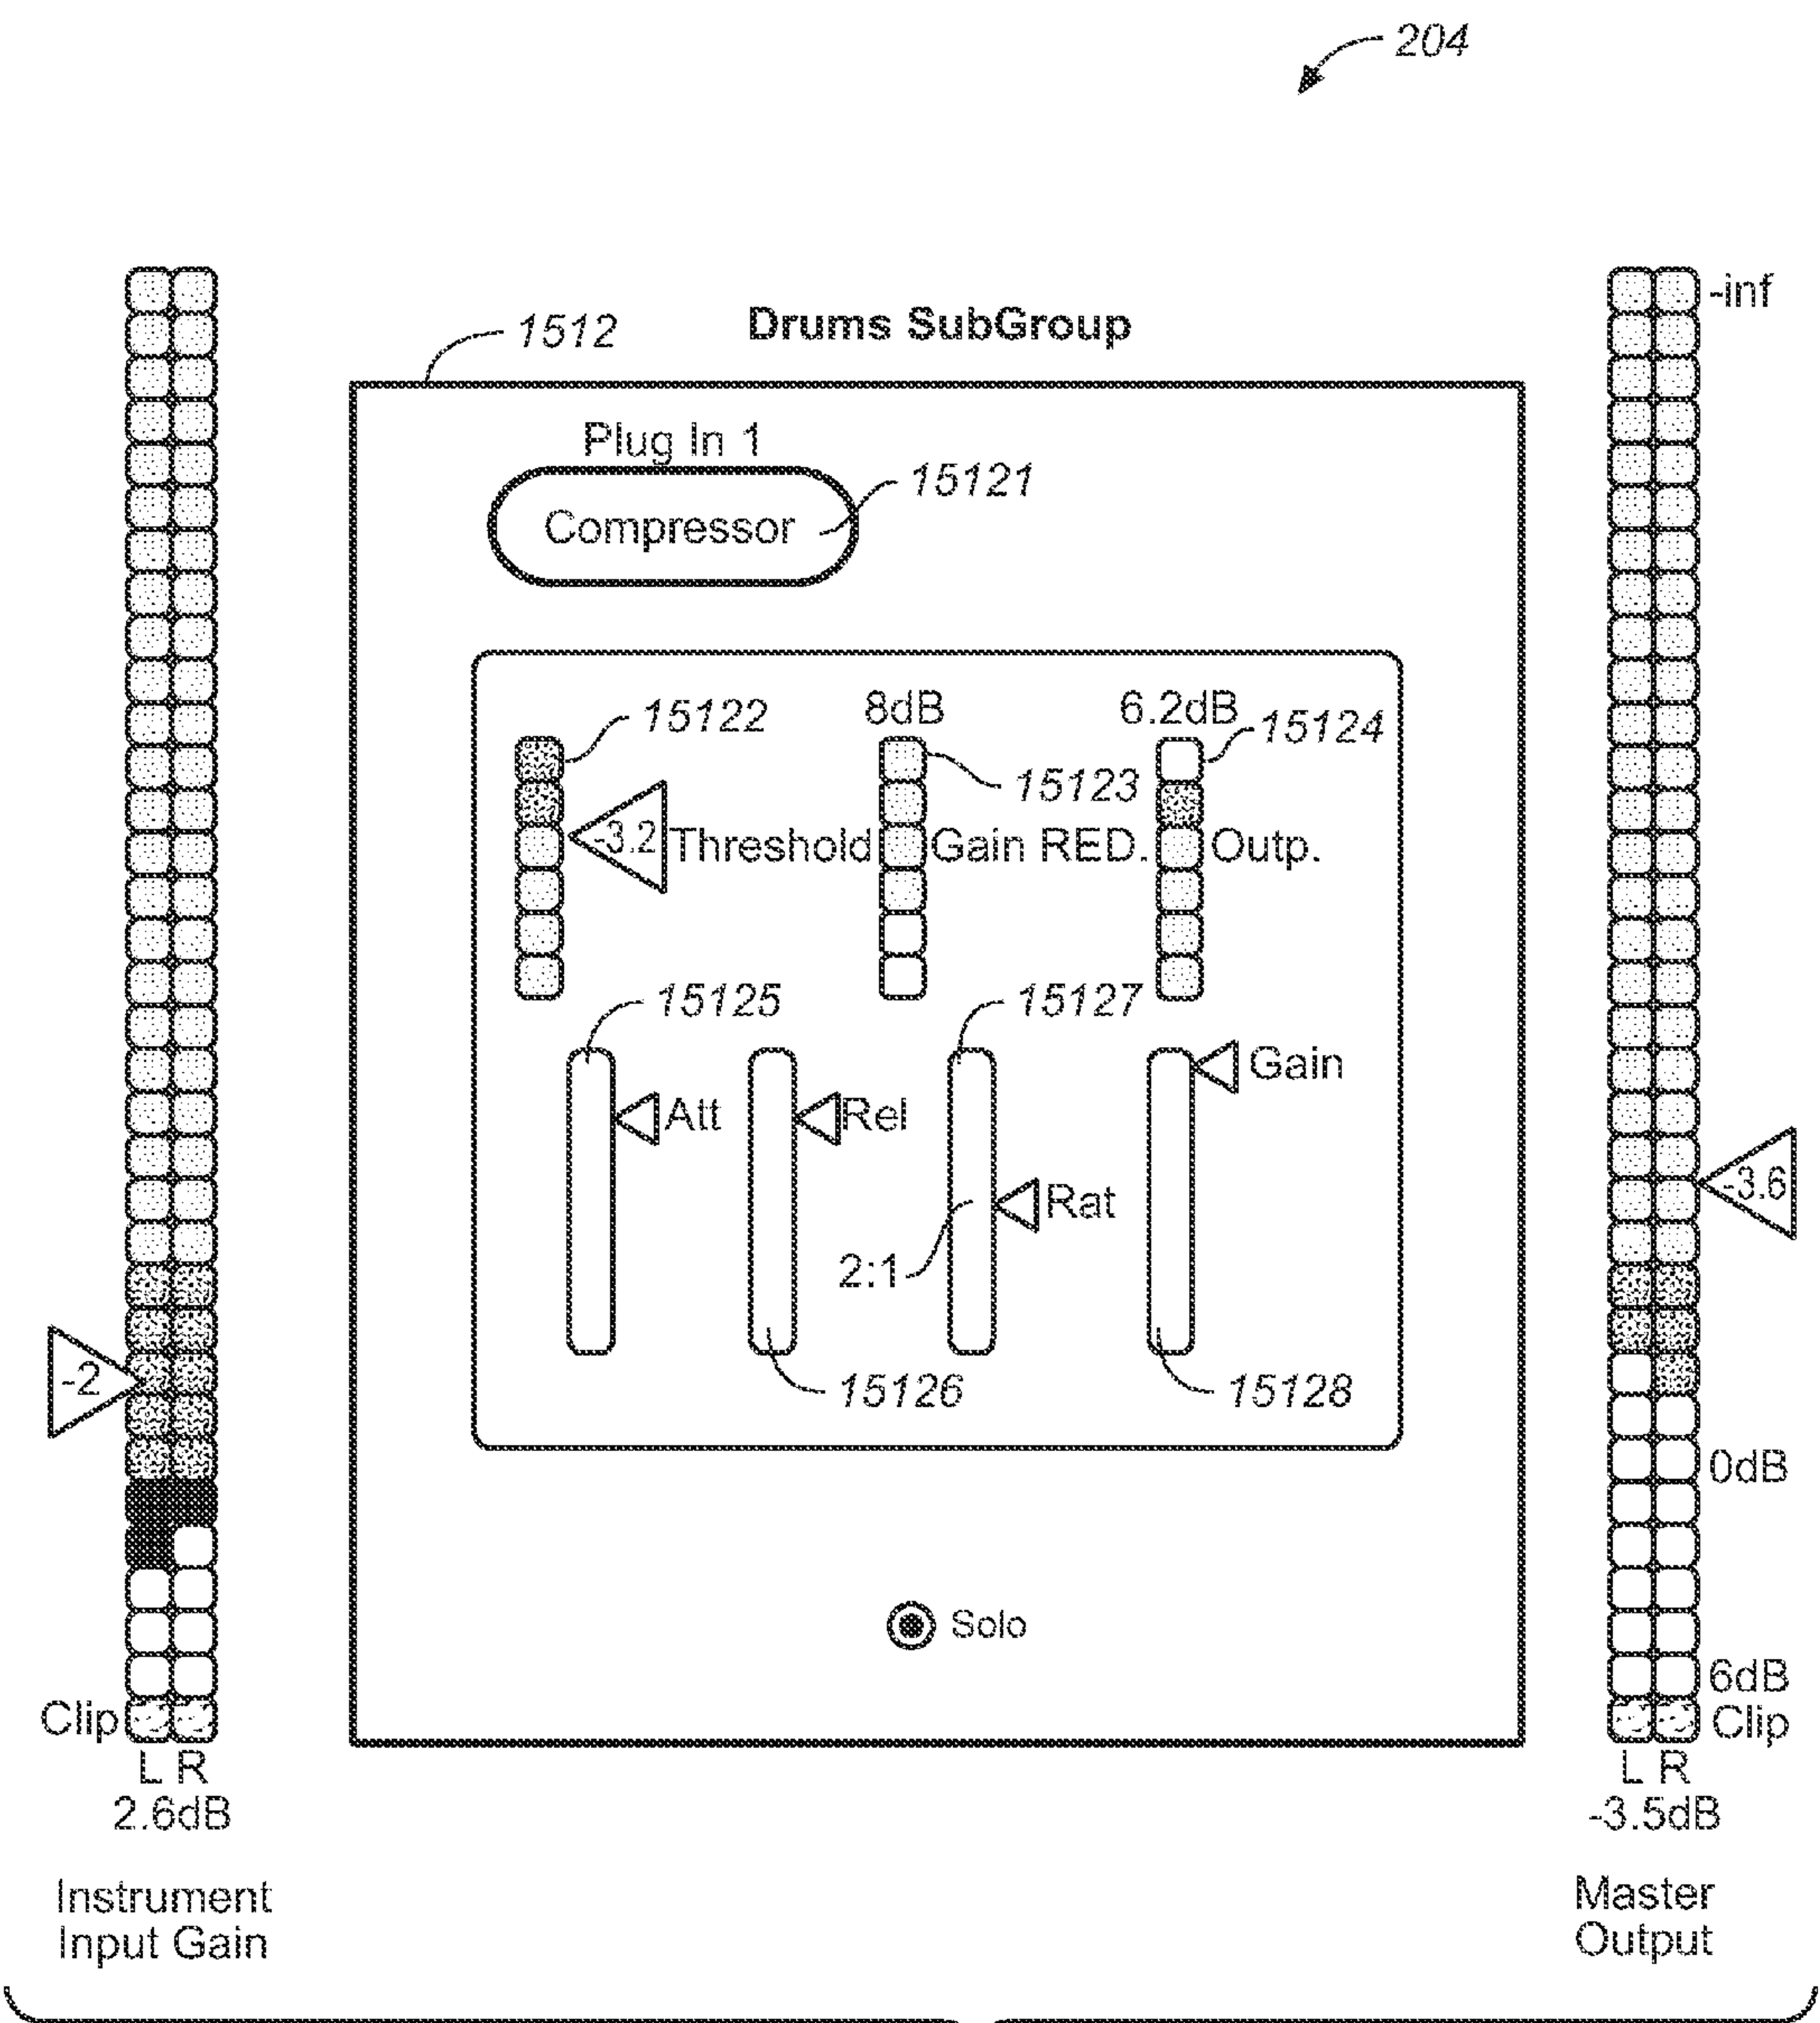 204
-inf
1512
Drums SubGroup
Plug In 1
Compressor
15121
15122
8dB
6.2dB
15124
15123
-3.2
Threshold
Gain RED.
Outp.
15125
15127
Gain
Att
Rel
Rat
2:1
-3.6
-2
15126
15128
0dB
Solo
6dB
Clip
Clip
L R
L R
2.6dB
-3.5dB
Instrument
Input Gain
Master
Output